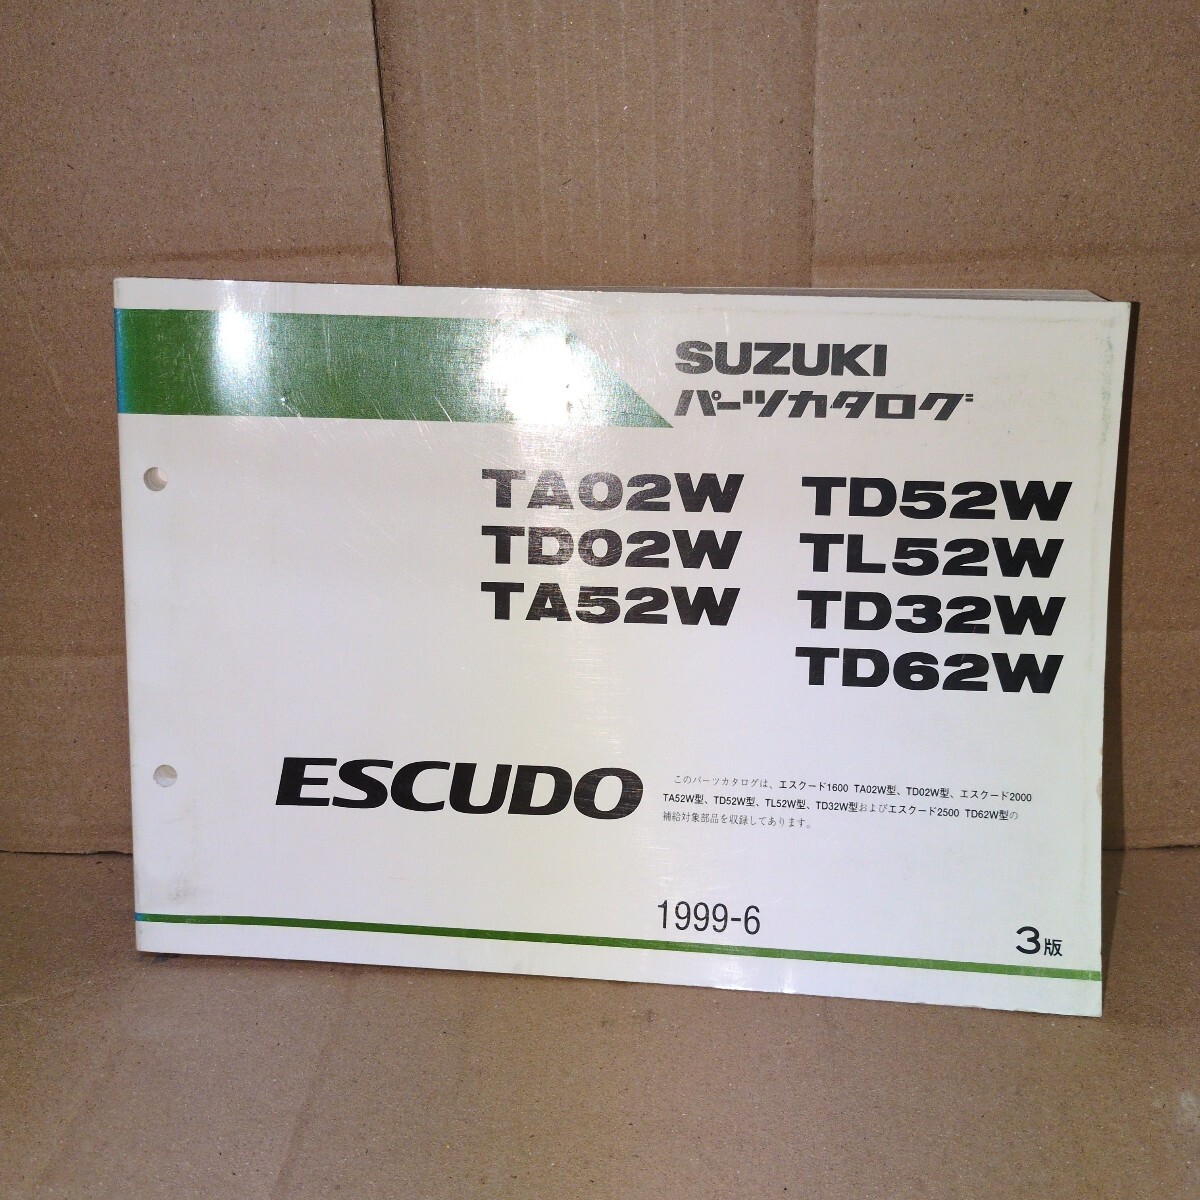 SUZUKI
パーツカタログ
TA02W
TD02W
TA52W
TD52W
TL52W
TD32W
TD62W
ESCUDO
このパーツカタログは、エスクード1600 TA02W型、TD02W型、エスクード2000
TA52W型、TD52W型、TL52W型、TD32W型およびエスクード2500 TD62W型の
補給対象部品を収録してあります。
1999-6
3版